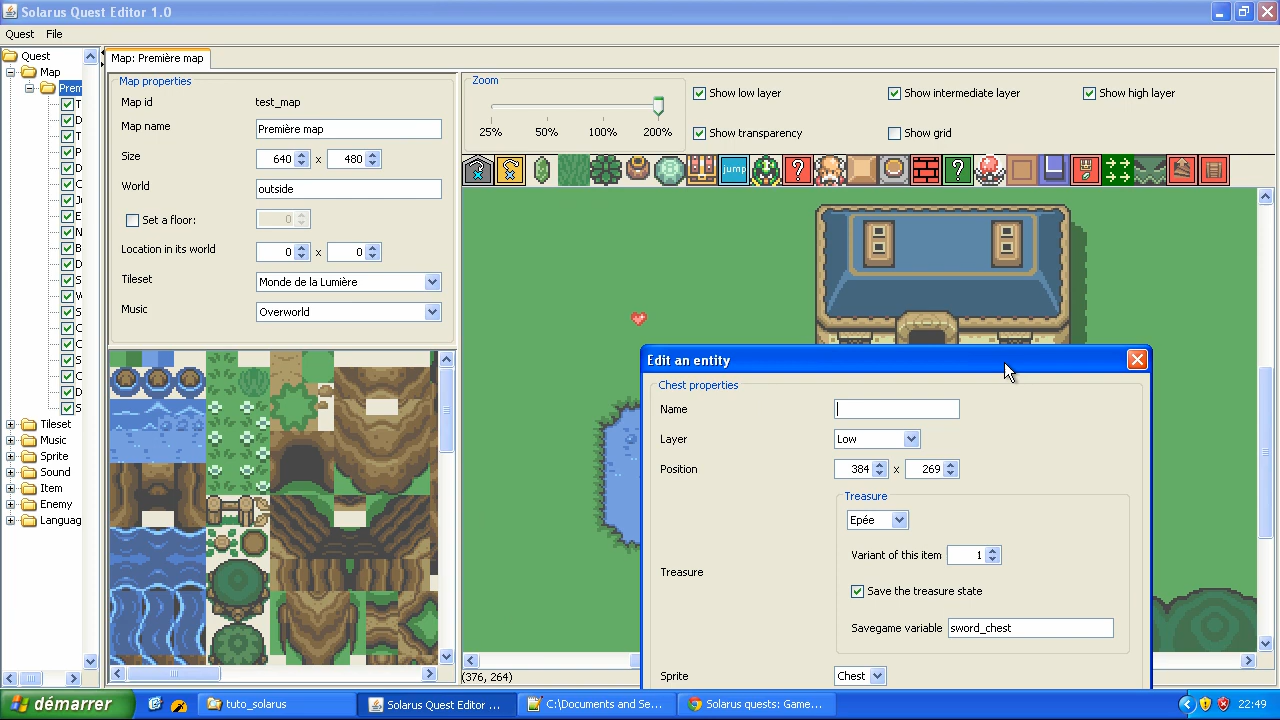 Solarus Quest Editor 1.0
Quest File
Quest
Map
Prem
T
D
T
P
D
C
J
E
N
B
D
S
W
S
C
C
S
C
D
S
Tileset
Music
Sprite
Sound
Item
Enemy
Languag
Map: Première map
Map properties
Map id test_map
Map name Première map
Size 640 x 480
World outside
Set a floor: 0
Location in its world 0 x 0
Tileset Monde de la Lumière
Music Overworld
Zoom
25% 50% 100% 200%
Show low layer Show intermediate layer Show high layer
Show transparency Show grid
jump ? ?
Edit an entity
Chest properties
Name
Layer Low
Position 384 x 269
Treasure
Treasure
Epée
Variant of this item 1
Save the treasure state
Savegame variable sword_chest
Sprite Chest
(376, 264)
démarrer tuto_solarus Solarus Quest Editor ... C:\Documents and Se... Solarus quests: Game... 22:49